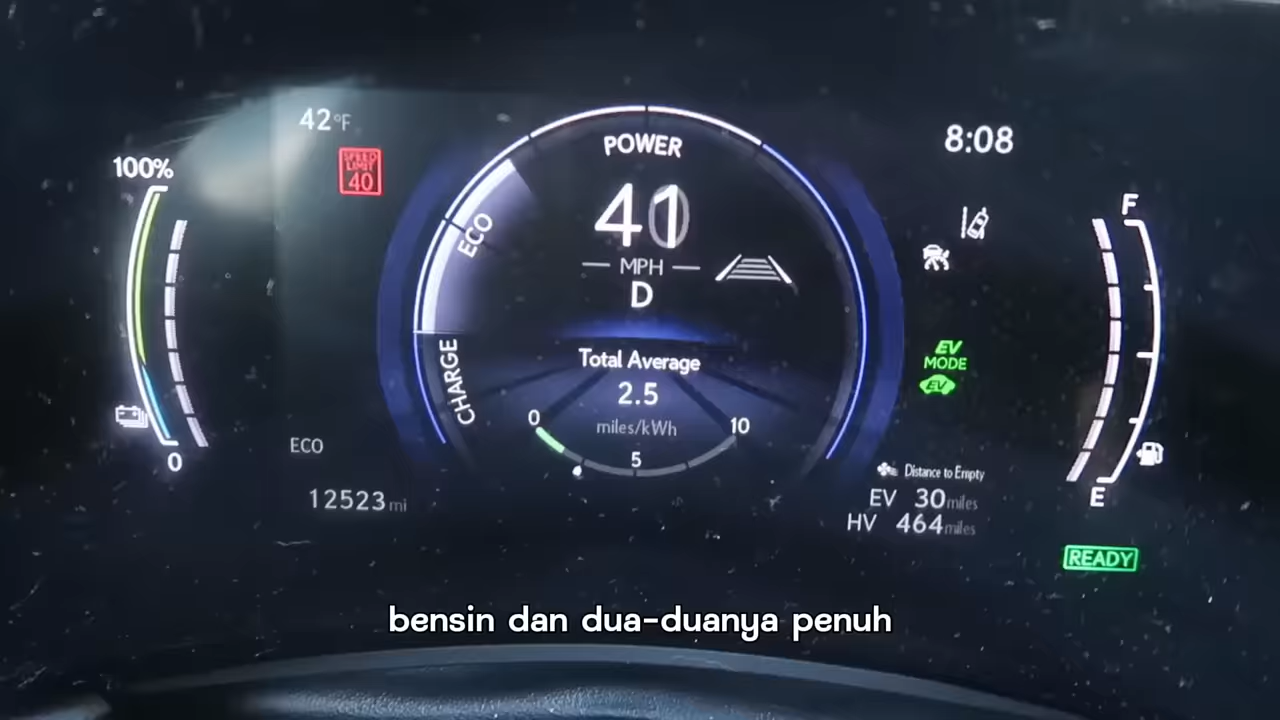 42°F
SPEED
LIMIT
40
8:08
100%
POWER
F
ECO
MPH
D
EV
MODE
EV
CHARGE
Total Average
2.5
miles/kWh
0
10
5
ECO
0
Distance to Empty
EV 30 miles
HV 464 miles
E
12523 mi
READY
bensin dan dua-duanya penuh